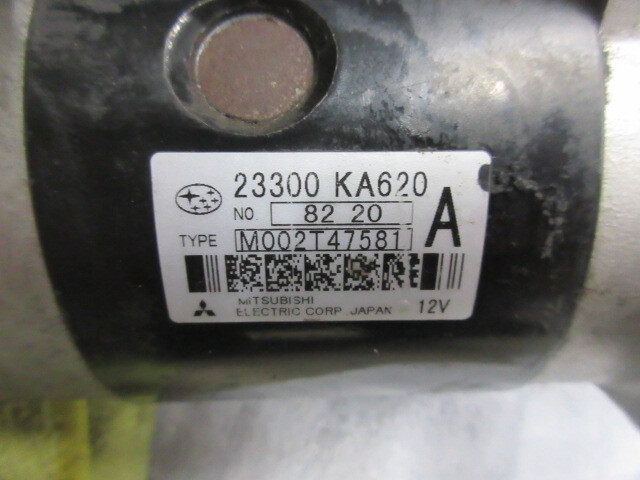 23300 KA620
NO. 82 20
A
TYPE M002T47581
MITSUBISHI
ELECTRIC CORP. JAPAN 12V